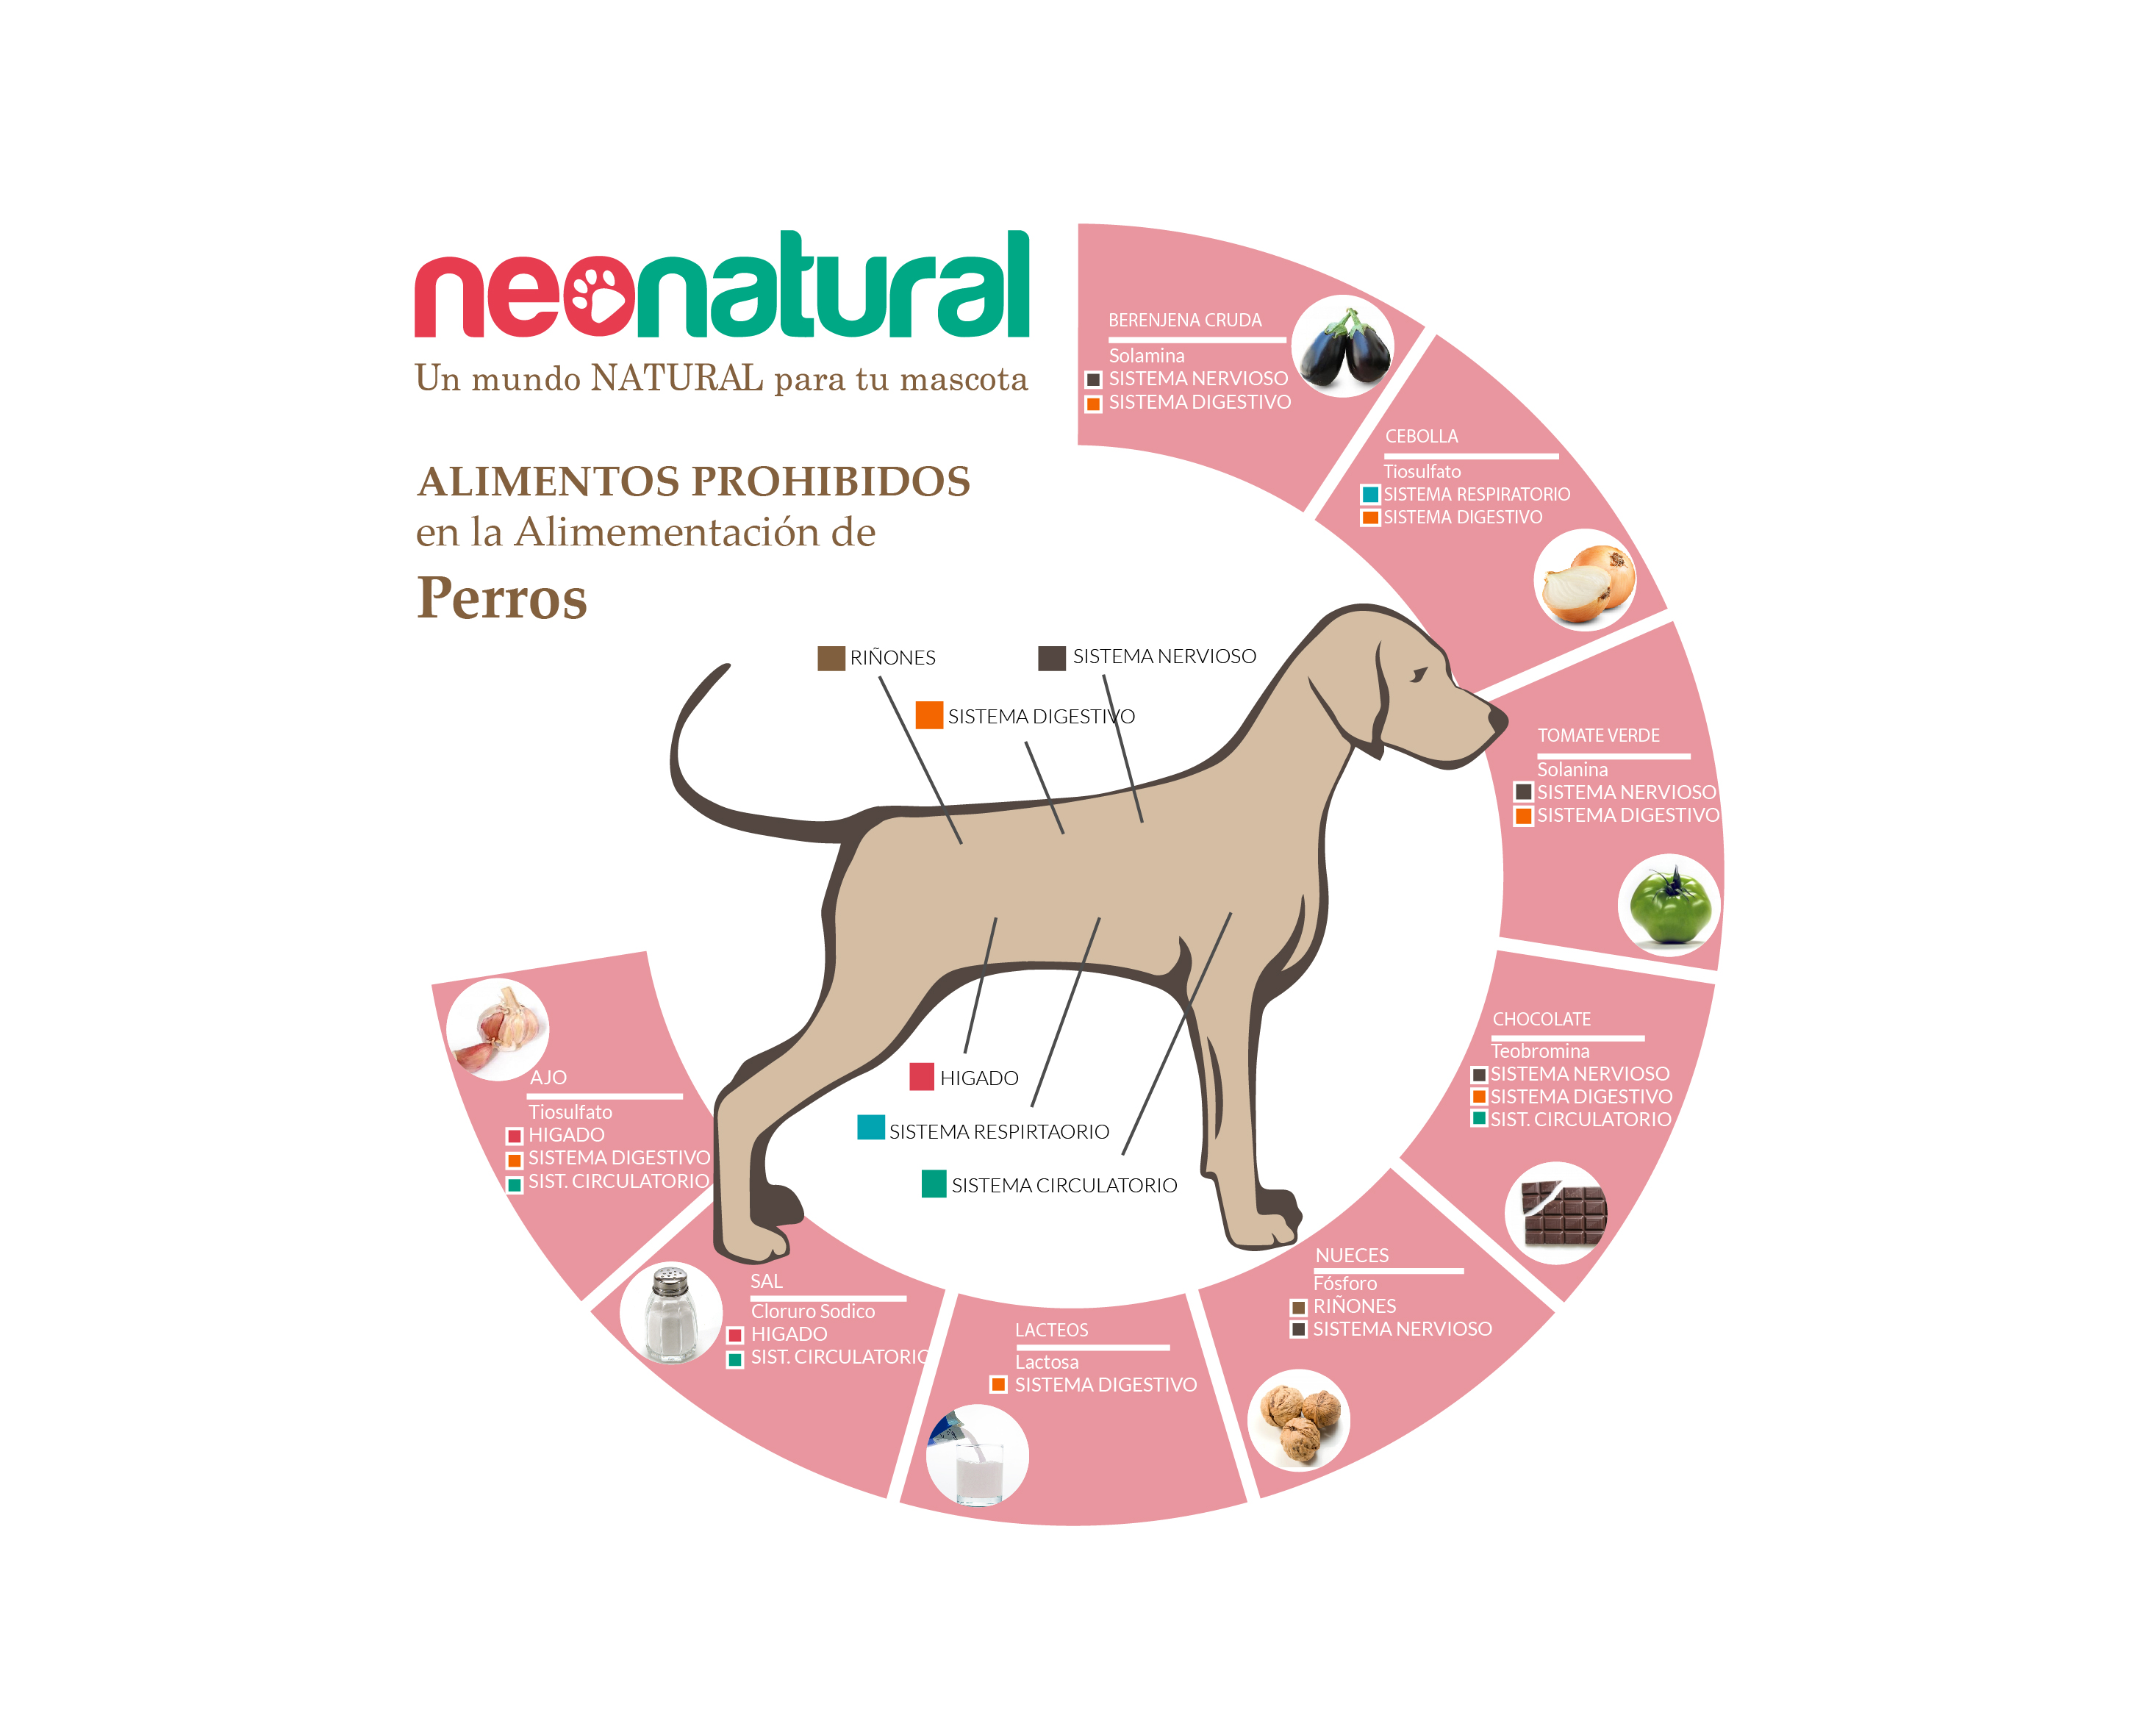 neonatural
Un mundo NATURAL para tu mascota
ALIMENTOS PROHIBIDOS
en la Alimementación de
Perros
RIÑONES
SISTEMA NERVIOSO
SISTEMA DIGESTIVO
HIGADO
SISTEMA RESPIRTAORIO
SISTEMA CIRCULATORIO
BERENJENA CRUDA
Solamina
SISTEMA NERVIOSO
SISTEMA DIGESTIVO
CEBOLLA
Tiosulfato
SISTEMA RESPIRATORIO
SISTEMA DIGESTIVO
TOMATE VERDE
Solanina
SISTEMA NERVIOSO
SISTEMA DIGESTIVO
CHOCOLATE
Teobromina
SISTEMA NERVIOSO
SISTEMA DIGESTIVO
SIST. CIRCULATORIO
NUECES
Fósforo
RIÑONES
SISTEMA NERVIOSO
LACTEOS
Lactosa
SISTEMA DIGESTIVO
SAL
Cloruro Sodico
HIGADO
SIST. CIRCULATORIO
AJO
Tiosulfato
HIGADO
SISTEMA DIGESTIVO
SIST. CIRCULATORIO